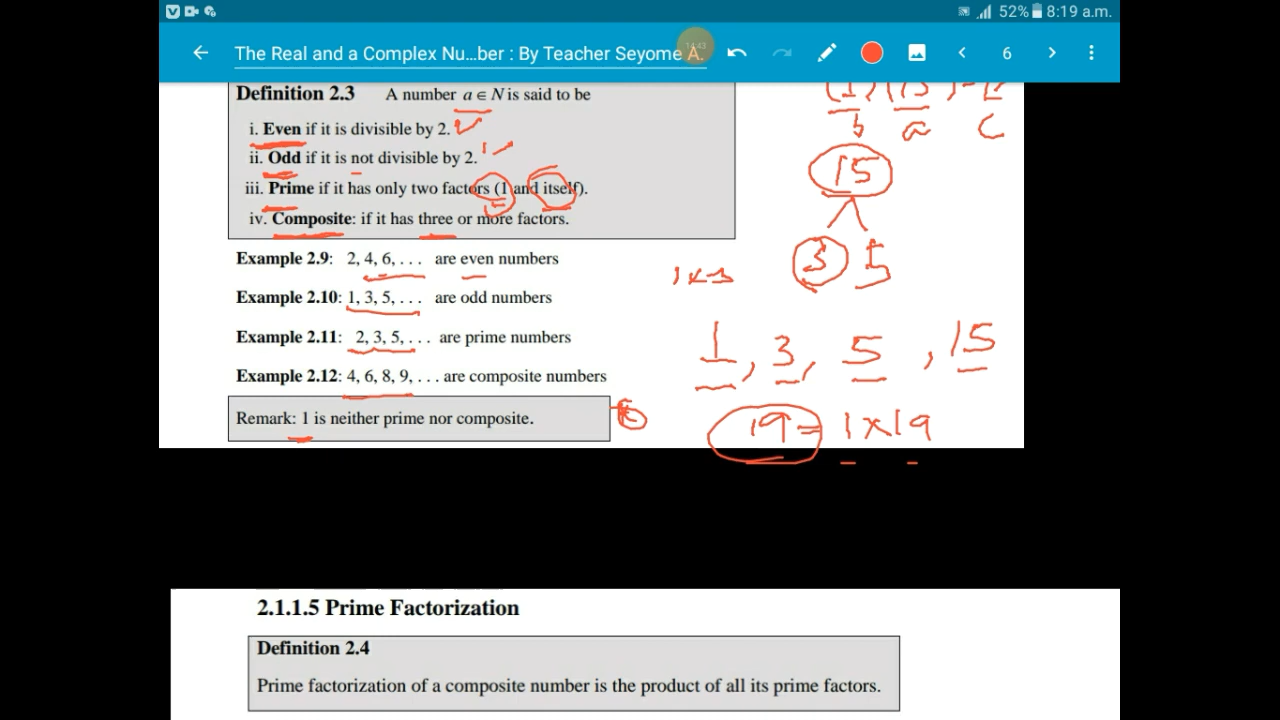 52% 8:19 a.m.
The Real and a Complex Nu...ber : By Teacher Seyome A.
6
Definition 2.3 A number a ∈ N is said to be
i. Even if it is divisible by 2.
ii. Odd if it is not divisible by 2.
iii. Prime if it has only two factors (1 and itself).
iv. Composite: if it has three or more factors.
Example 2.9: 2, 4, 6, . . . are even numbers
Example 2.10: 1, 3, 5, . . . are odd numbers
Example 2.11: 2, 3, 5, . . . are prime numbers
Example 2.12: 4, 6, 8, 9, . . . are composite numbers
Remark: 1 is neither prime nor composite.
b a c
15
3 5
1 x 3
1, 3, 5, 15
19 = 1 x 19
2.1.1.5 Prime Factorization
Definition 2.4
Prime factorization of a composite number is the product of all its prime factors.